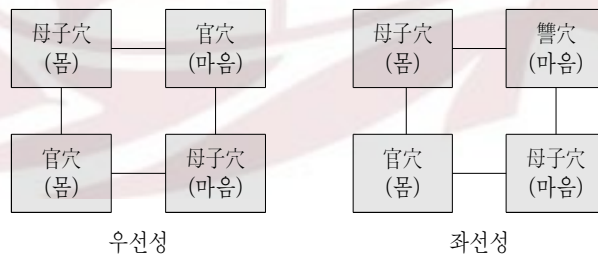 母子穴
(몸)
官穴
(마음)
官穴
(몸)
母子穴
(마음)
우선성
母子穴
(몸)
讐穴
(마음)
官穴
(몸)
母子穴
(마음)
좌선성